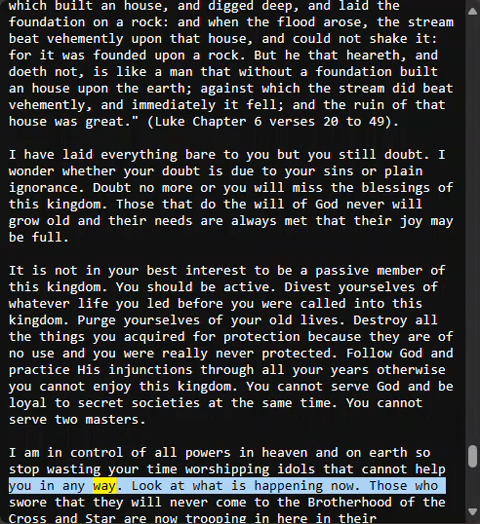 which built an house, and digged deep, and laid the
foundation on a rock: and when the flood arose, the stream
beat vehemently upon that house, and could not shake it:
for it was founded upon a rock. But he that heareth, and
doeth not, is like a man that without a foundation built
an house upon the earth; against which the stream did beat
vehemently, and immediately it fell; and the ruin of that
house was great." (Luke Chapter 6 verses 20 to 49).
I have laid everything bare to you but you still doubt. I
wonder whether your doubt is due to your sins or plain
ignorance. Doubt no more or you will miss the blessings of
this kingdom. Those that do the will of God never will
grow old and their needs are always met that their joy may
be full.
It is not in your best interest to be a passive member of
this kingdom. You should be active. Divest yourselves of
whatever life you led before you were called into this
kingdom. Purge yourselves of your old lives. Destroy all
the things you acquired for protection because they are of
no use and you were really never protected. Follow God and
practice His injunctions through all your years otherwise
you cannot enjoy this kingdom. You cannot serve God and be
loyal to secret societies at the same time. You cannot
serve two masters.
I am in control of all powers in heaven and on earth so
stop wasting your time worshipping idols that cannot help
you in any way. Look at what is happening now. Those who
swore that they will never come to the Brotherhood of the
Cross and Star are now trooping in here in their